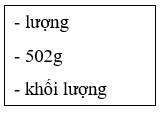 - lượng
- 502g
- khối lượng